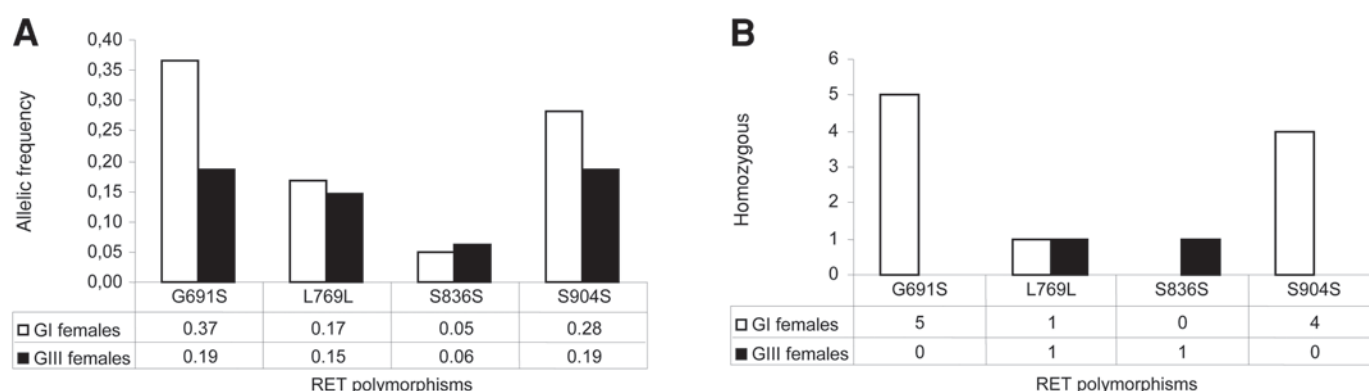 A
Allelic frequency
0,40
0,35
0,30
0,25
0,20
0,15
0,10
0,05
0,00
G691S L769L S836S S904S
GI females 0.37 0.17 0.05 0.28
GIII females 0.19 0.15 0.06 0.19
RET polymorphisms
B
Homozygous
6
5
4
3
2
1
0
G691S L769L S836S S904S
GI females 5 1 0 4
GIII females 0 1 1 0
RET polymorphisms